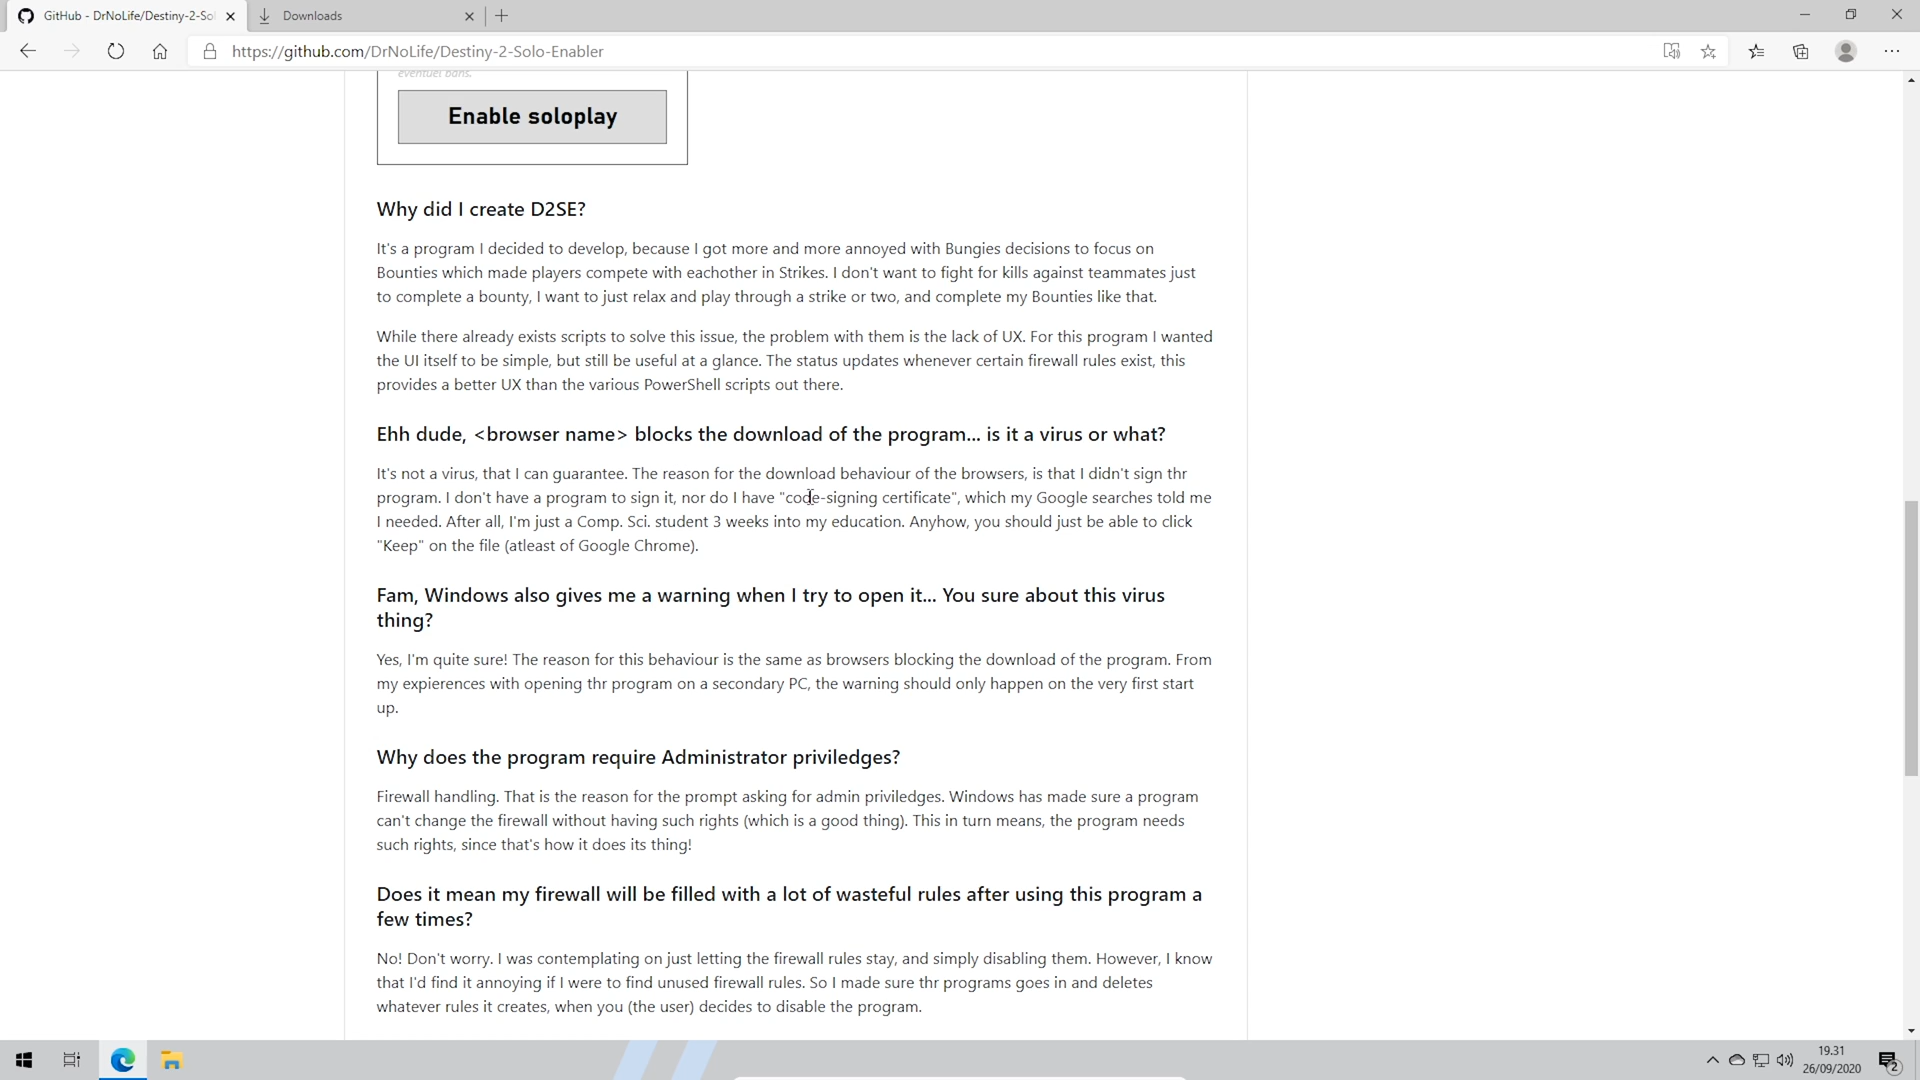 GitHub - DrNoLife/Destiny-2-Sol
Downloads
https://github.com/DrNoLife/Destiny-2-Solo-Enabler
eventuel bans.
Enable soloplay
Why did I create D2SE?
It's a program I decided to develop, because I got more and more annoyed with Bungies decisions to focus on
Bounties which made players compete with eachother in Strikes. I don't want to fight for kills against teammates just
to complete a bounty, I want to just relax and play through a strike or two, and complete my Bounties like that.
While there already exists scripts to solve this issue, the problem with them is the lack of UX. For this program I wanted
the UI itself to be simple, but still be useful at a glance. The status updates whenever certain firewall rules exist, this
provides a better UX than the various PowerShell scripts out there.
Ehh dude, <browser name> blocks the download of the program... is it a virus or what?
It's not a virus, that I can guarantee. The reason for the download behaviour of the browsers, is that I didn't sign thr
program. I don't have a program to sign it, nor do I have "code-signing certificate", which my Google searches told me
I needed. After all, I'm just a Comp. Sci. student 3 weeks into my education. Anyhow, you should just be able to click
"Keep" on the file (atleast of Google Chrome).
Fam, Windows also gives me a warning when I try to open it... You sure about this virus
thing?
Yes, I'm quite sure! The reason for this behaviour is the same as browsers blocking the download of the program. From
my expierences with opening thr program on a secondary PC, the warning should only happen on the very first start
up.
Why does the program require Administrator priviledges?
Firewall handling. That is the reason for the prompt asking for admin priviledges. Windows has made sure a program
can't change the firewall without having such rights (which is a good thing). This in turn means, the program needs
such rights, since that's how it does its thing!
Does it mean my firewall will be filled with a lot of wasteful rules after using this program a
few times?
No! Don't worry. I was contemplating on just letting the firewall rules stay, and simply disabling them. However, I know
that I'd find it annoying if I were to find unused firewall rules. So I made sure thr programs goes in and deletes
whatever rules it creates, when you (the user) decides to disable the program.
19.31
26/09/2020
2